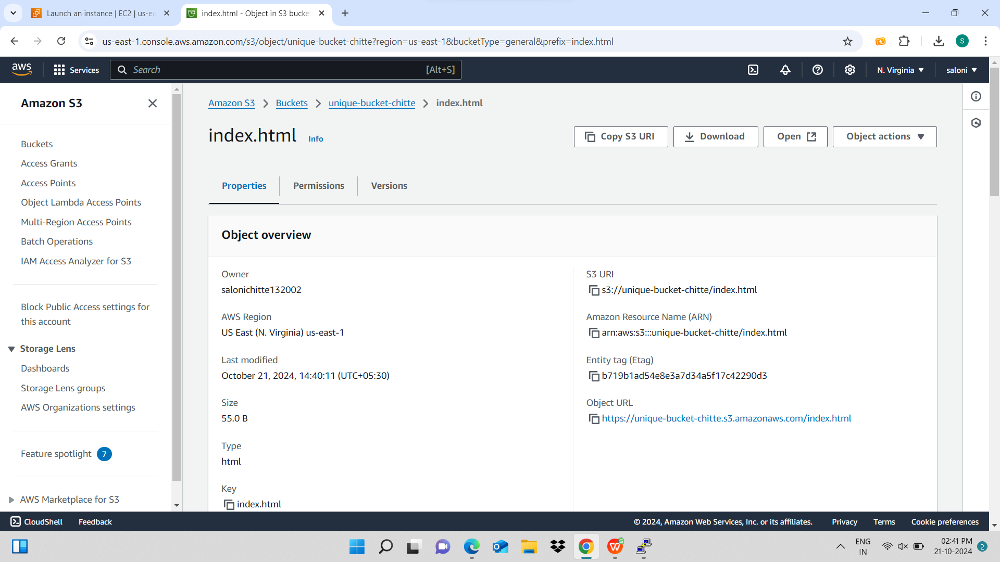 Launch an instance | EC2 | us-ea
index.html - Object in S3 bucke
us-east-1.console.aws.amazon.com/s3/object/unique-bucket-chitte?region=us-east-1&bucketType=general&prefix=index.html
S
aws
Services
Search
[Alt+S]
N. Virginia
saloni
Amazon S3
Buckets
Access Grants
Access Points
Object Lambda Access Points
Multi-Region Access Points
Batch Operations
IAM Access Analyzer for S3
Block Public Access settings for
this account
Storage Lens
Dashboards
Storage Lens groups
AWS Organizations settings
Feature spotlight 7
AWS Marketplace for S3
Amazon S3 > Buckets > unique-bucket-chitte > index.html
index.html Info
Copy S3 URI
Download
Open
Object actions
Properties
Permissions
Versions
Object overview
Owner
salonichitte132002
AWS Region
US East (N. Virginia) us-east-1
Last modified
October 21, 2024, 14:40:11 (UTC+05:30)
Size
55.0 B
Type
html
Key
index.html
S3 URI
s3://unique-bucket-chitte/index.html
Amazon Resource Name (ARN)
arn:aws:s3:::unique-bucket-chitte/index.html
Entity tag (Etag)
b719b1ad54e8e3a7d34a5f17c42290d3
Object URL
https://unique-bucket-chitte.s3.amazonaws.com/index.html
CloudShell
Feedback
© 2024, Amazon Web Services, Inc. or its affiliates.
Privacy
Terms
Cookie preferences
ENG
IN
02:41 PM
21-10-2024
2